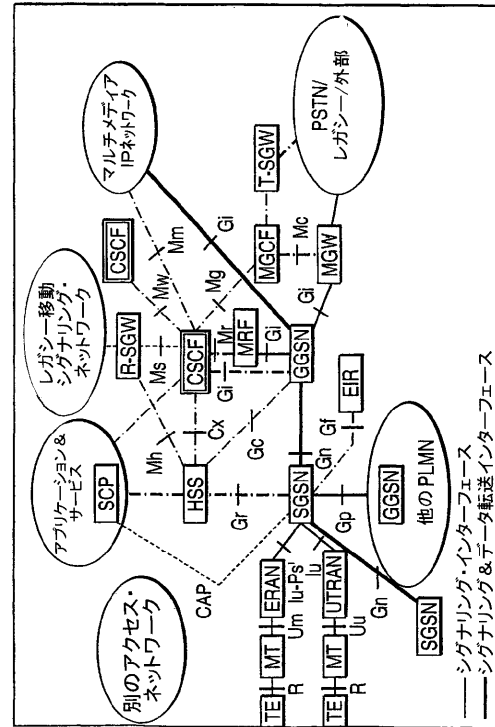 別のアクセス・
ネットワーク
アプリケーション&
サービス
SCP
レガシー移動
シグナリング・
ネットワーク
R-SGW
CSCF
マルチメディア
IPネットワーク
CAP
Mh
Ms
Mw
Mm
HSS
Cx
CSCF
Gr
Gc
Gi
Mr
MRF
Gi
Mg
Gi
MGCF
T-SGW
Mc
TE
R
MT
Um
ERAN
Iu-Ps'
TE
R
MT
Uu
UTRAN
Iu
SGSN
Gn
GGSN
Gi
MGW
PSTN/
レガシー/外部
Gf
EIR
Gp
Gn
SGSN
GGSN
他のPLMN
シグナリング・インターフェース
シグナリング&データ転送インターフェース